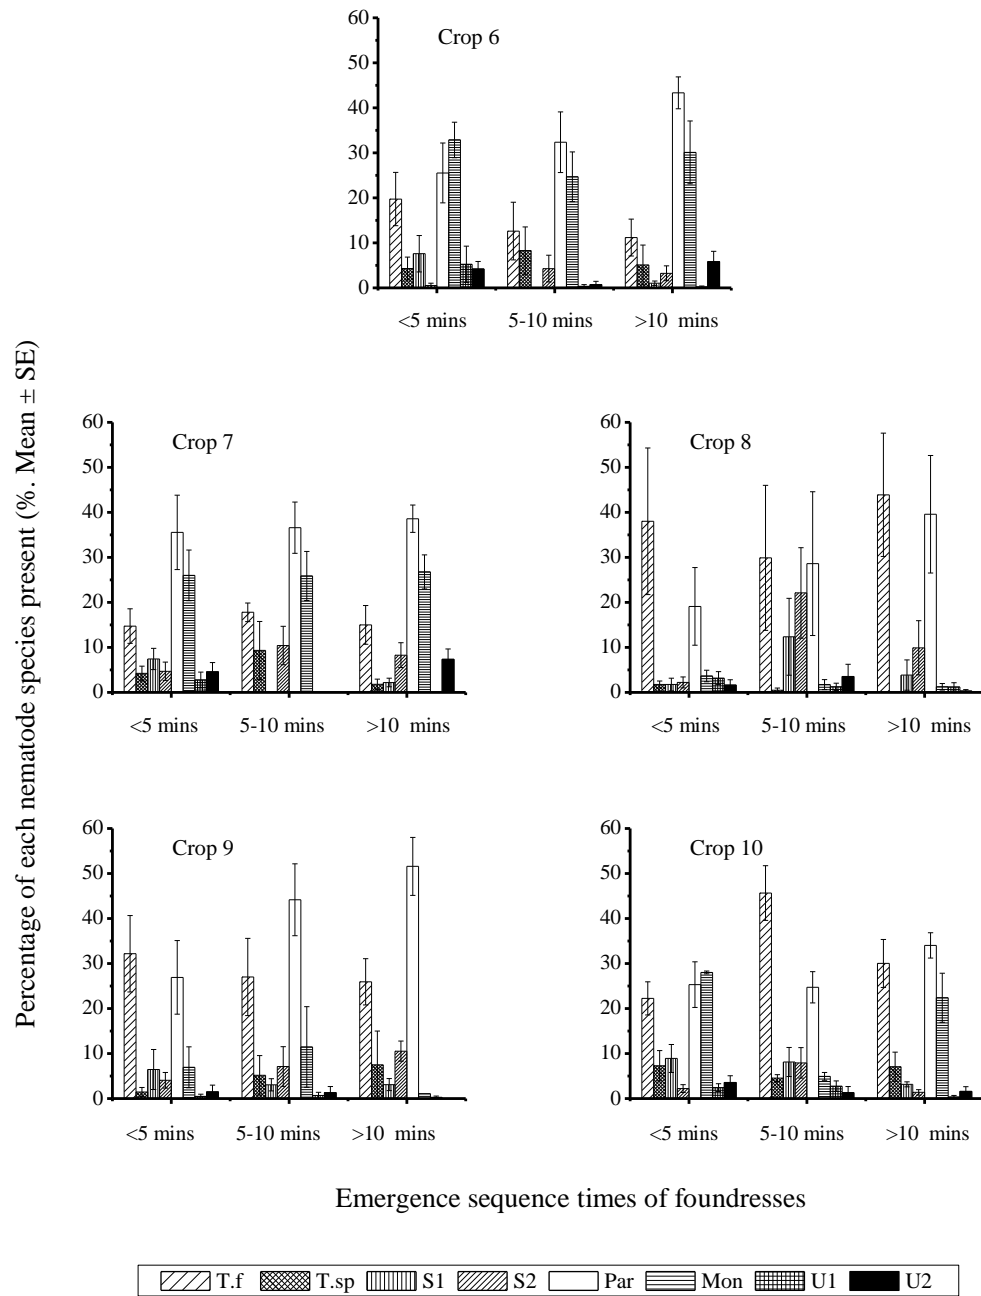 60
50
40
30
20
10
0
Crop 6
<5 mins 5-10 mins >10 mins
Percentage of each nematode species present (%. Mean ± SE)
60
50
40
30
20
10
0
Crop 7
<5 mins 5-10 mins >10 mins
60
50
40
30
20
10
0
Crop 8
<5 mins 5-10 mins >10 mins
60
50
40
30
20
10
0
Crop 9
<5 mins 5-10 mins >10 mins
60
50
40
30
20
10
0
Crop 10
<5 mins 5-10 mins >10 mins
Emergence sequence times of foundresses
T.f T.sp S1 S2 Par Mon U1 U2